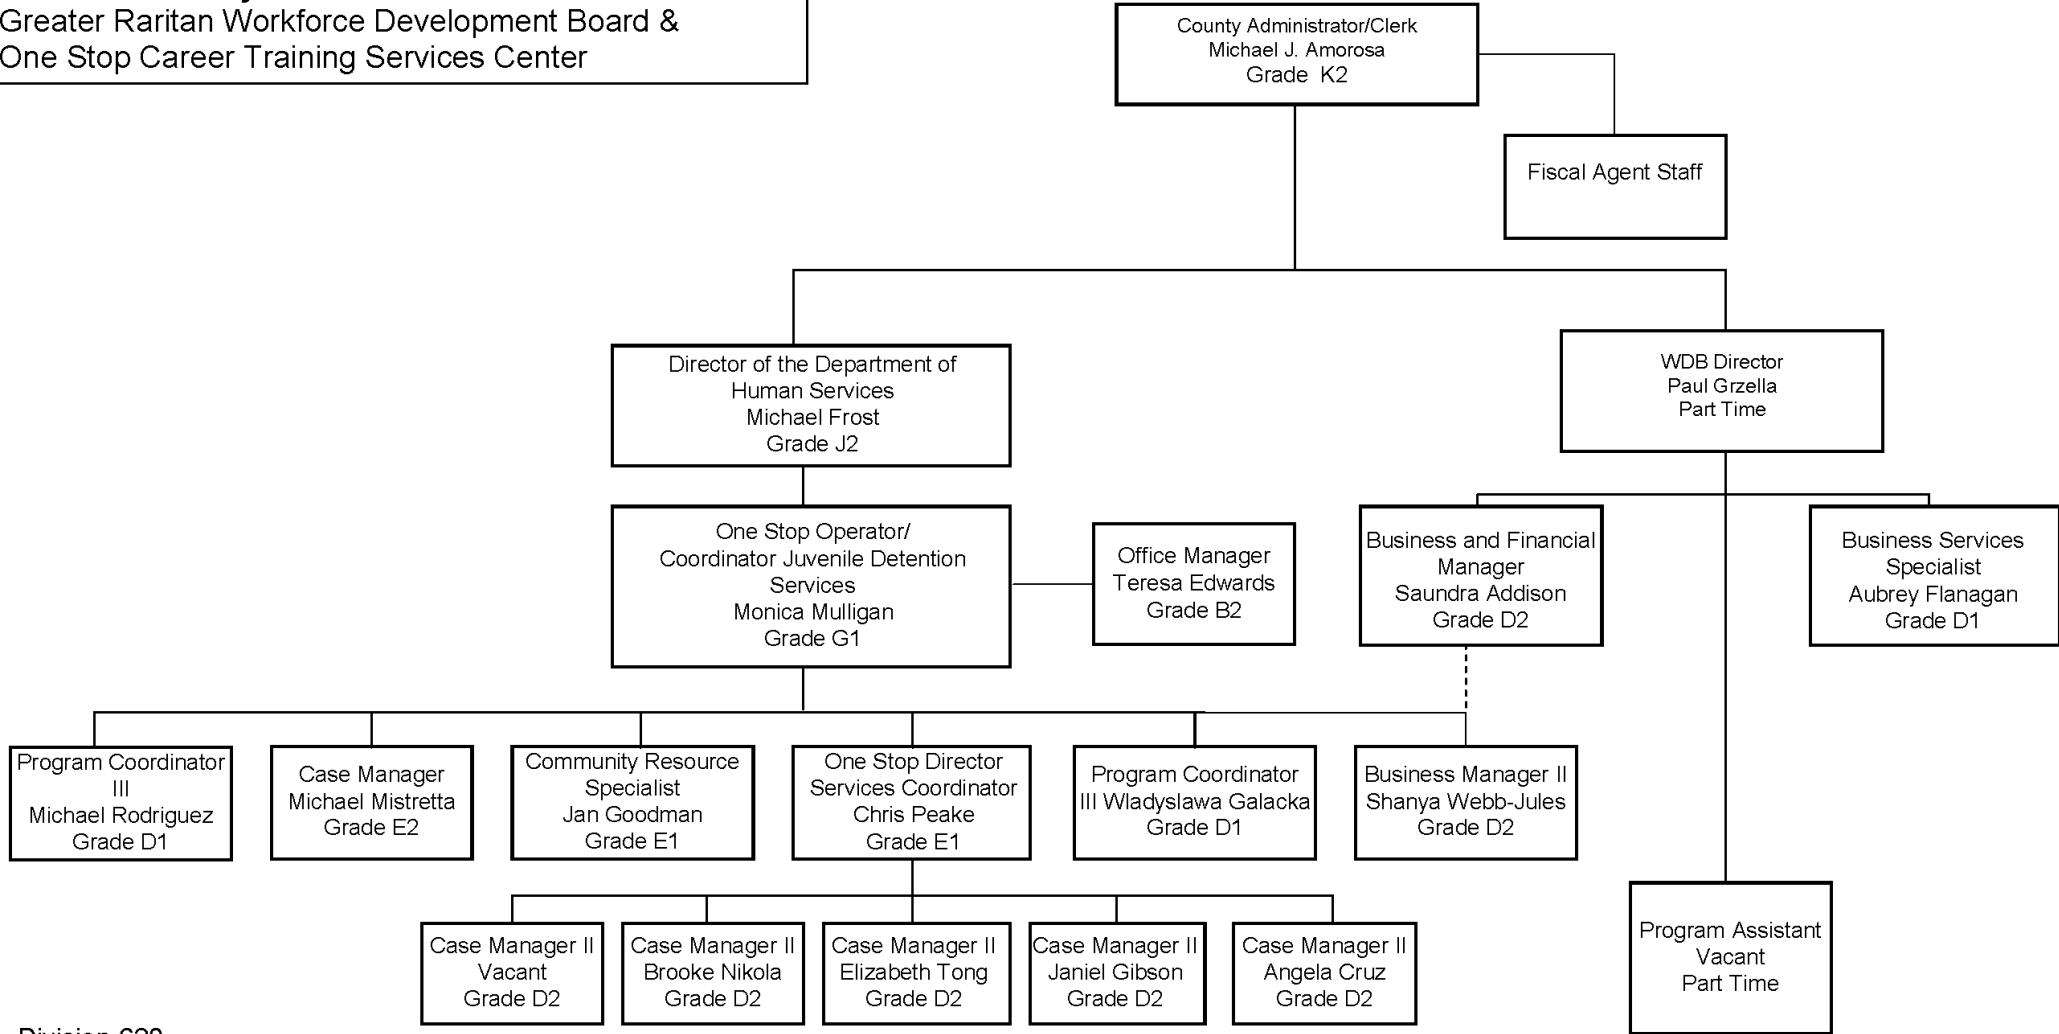 Greater Raritan Workforce Development Board &
One Stop Career Training Services Center
County Administrator/Clerk
Michael J. Amorosa
Grade K2
Fiscal Agent Staff
Director of the Department of
Human Services
Michael Frost
Grade J2
WDB Director
Paul Grzella
Part Time
One Stop Operator/
Coordinator Juvenile Detention
Services
Monica Mulligan
Grade G1
Office Manager
Teresa Edwards
Grade B2
Business and Financial
Manager
Saundra Addison
Grade D2
Business Services
Specialist
Aubrey Flanagan
Grade D1
Program Coordinator
III
Michael Rodriguez
Grade D1
Case Manager
Michael Mistretta
Grade E2
Community Resource
Specialist
Jan Goodman
Grade E1
One Stop Director
Services Coordinator
Chris Peake
Grade E1
Program Coordinator
III Wladyslawa Galacka
Grade D1
Business Manager II
Shanya Webb-Jules
Grade D2
Case Manager II
Vacant
Grade D2
Case Manager II
Brooke Nikola
Grade D2
Case Manager II
Elizabeth Tong
Grade D2
Case Manager II
Janiel Gibson
Grade D2
Case Manager II
Angela Cruz
Grade D2
Program Assistant
Vacant
Part Time
Division